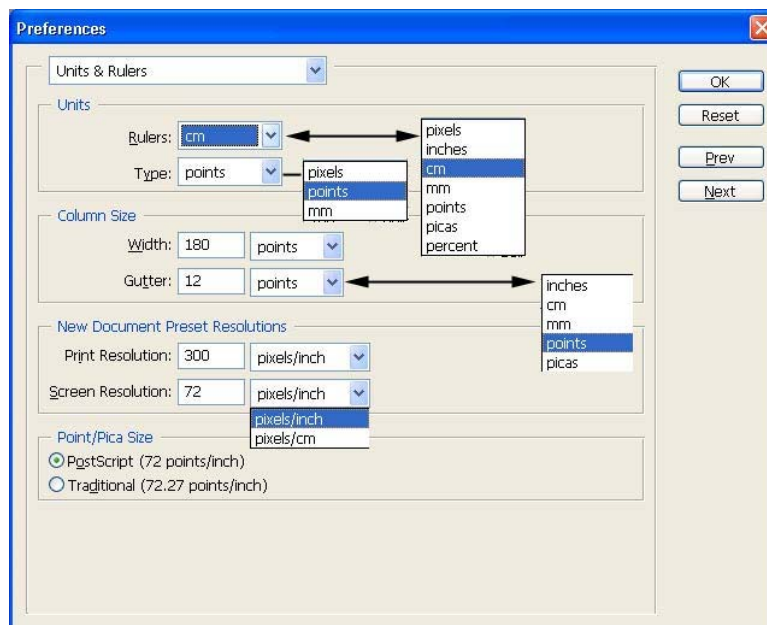 Preferences
Units & Rulers
OK
Reset
Prev
Next
Units
Rulers: cm
Type: points
pixels
points
mm
pixels
inches
cm
mm
points
picas
percent
Column Size
Width: 180 points
Gutter: 12 points
inches
cm
mm
points
picas
New Document Preset Resolutions
Print Resolution: 300 pixels/inch
Screen Resolution: 72 pixels/inch
pixels/inch
pixels/cm
Point/Pica Size
PostScript (72 points/inch)
Traditional (72.27 points/inch)